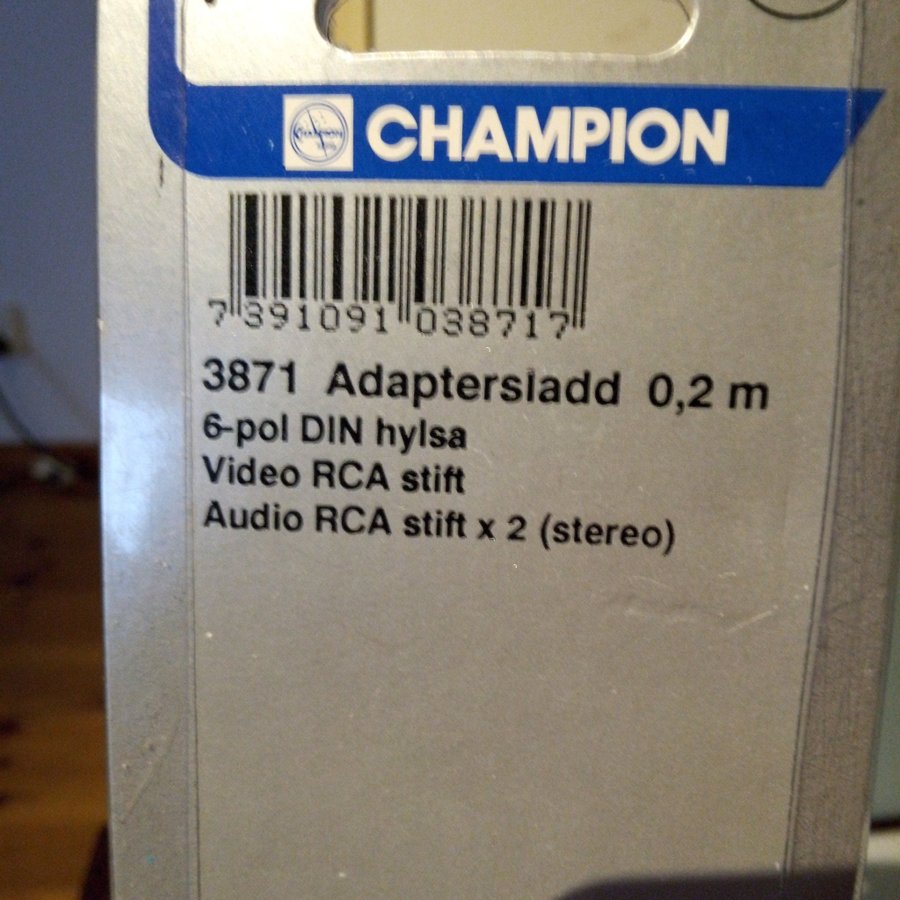 CHAMPION
CHAMPION
7 391091 038717
3871 Adaptersladd 0,2 m
6-pol DIN hylsa
Video RCA stift
Audio RCA stift x 2 (stereo)